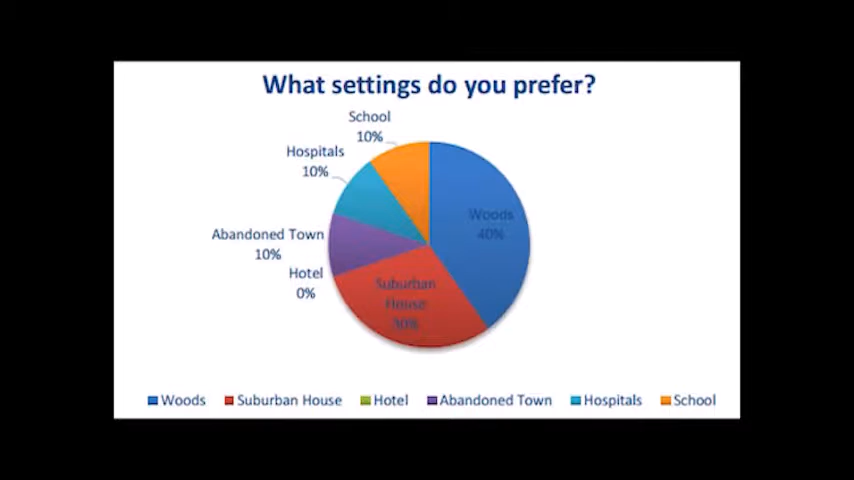 What settings do you prefer?
School
10%
Hospitals
10%
Woods
40%
Abandoned Town
10%
Hotel
0%
Suburban
House
30%
Woods Suburban House Hotel Abandoned Town Hospitals School